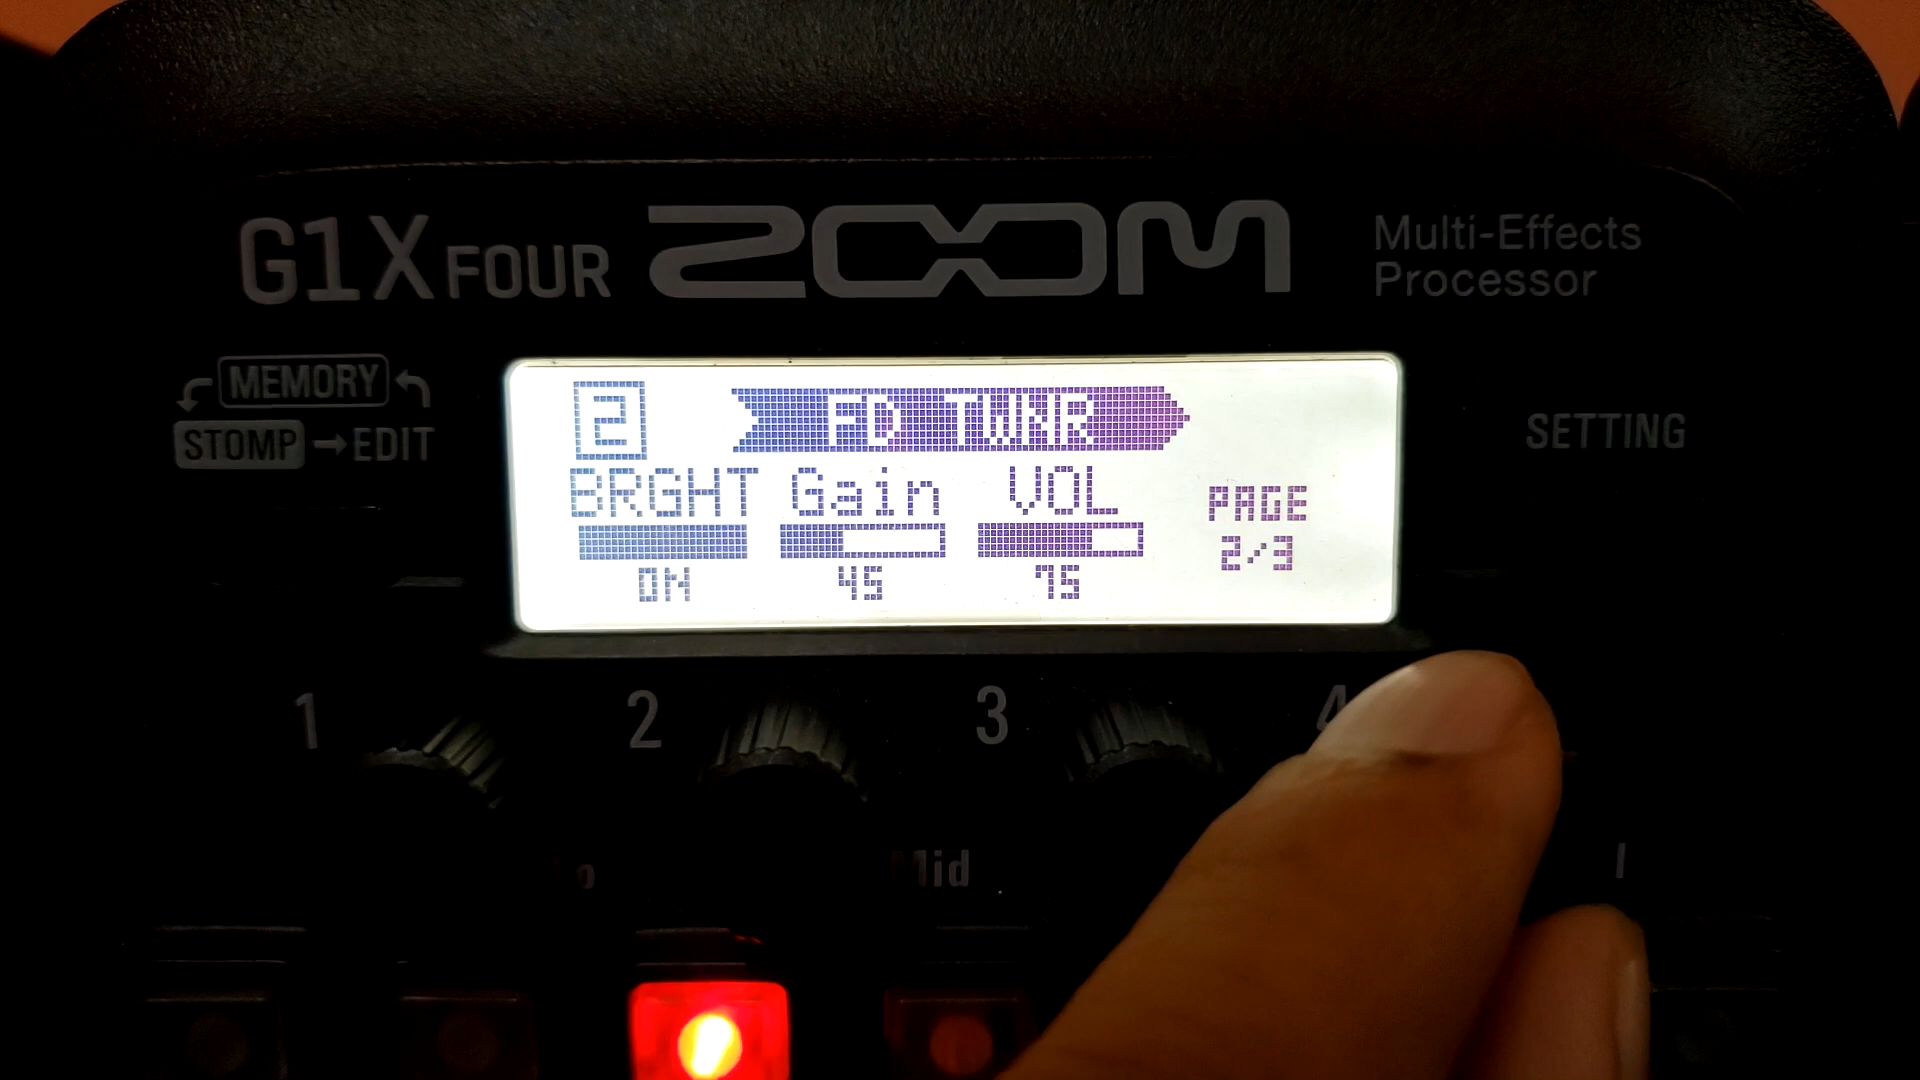 G1X FOUR ZOOM Multi-Effects
Processor
MEMORY
STOMP → EDIT
SETTING
2 FD TWNR
BRGHT Gain VOL PAGE
ON 45 75 2/3
1 2 3 4
Mid